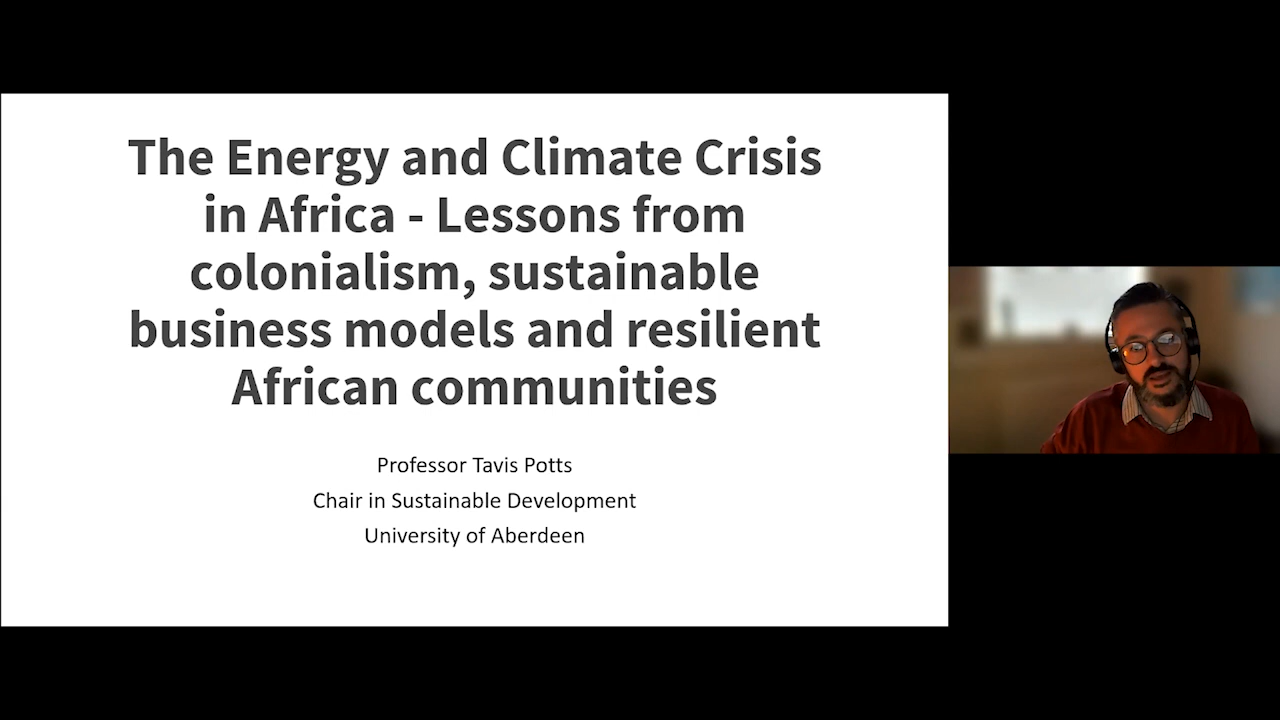 The Energy and Climate Crisis
in Africa - Lessons from
colonialism, sustainable
business models and resilient
African communities
Professor Tavis Potts
Chair in Sustainable Development
University of Aberdeen